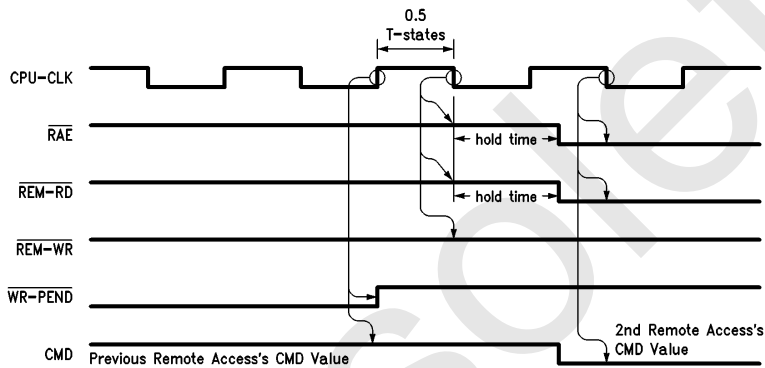 0.5
T-states
CPU-CLK
RAE
hold time
REM-RD
hold time
REM-WR
WR-PEND
2nd Remote Access's
CMD Value
CMD
Previous Remote Access's CMD Value